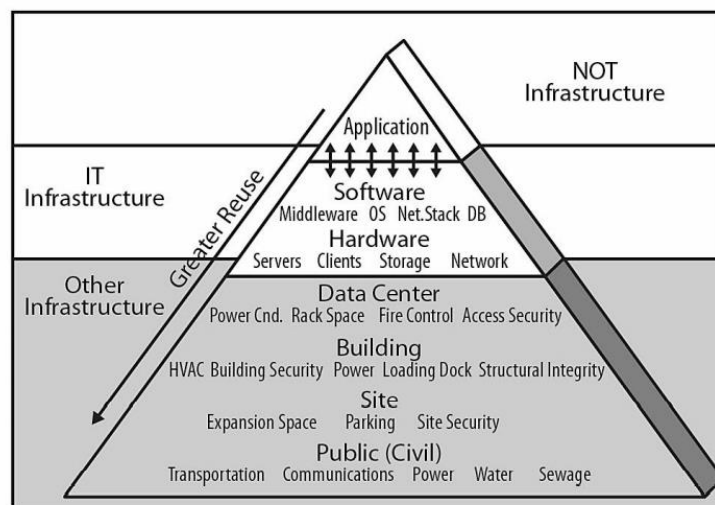 NOT
Infrastructure
Application
IT
Infrastructure
Software
Middleware OS Net.Stack DB
Hardware
Servers Clients Storage Network
Greater Reuse
Other
Infrastructure
Data Center
Power Cnd. Rack Space Fire Control Access Security
Building
HVAC Building Security Power Loading Dock Structural Integrity
Site
Expansion Space Parking Site Security
Public (Civil)
Transportation Communications Power Water Sewage